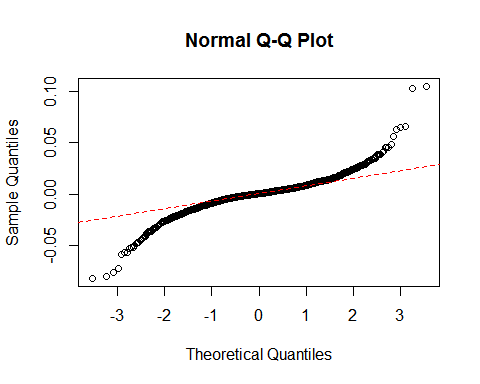 Normal Q-Q Plot
0.10
0.05
0.00
-0.05
Sample Quantiles
-3 -2 -1 0 1 2 3
Theoretical Quantiles